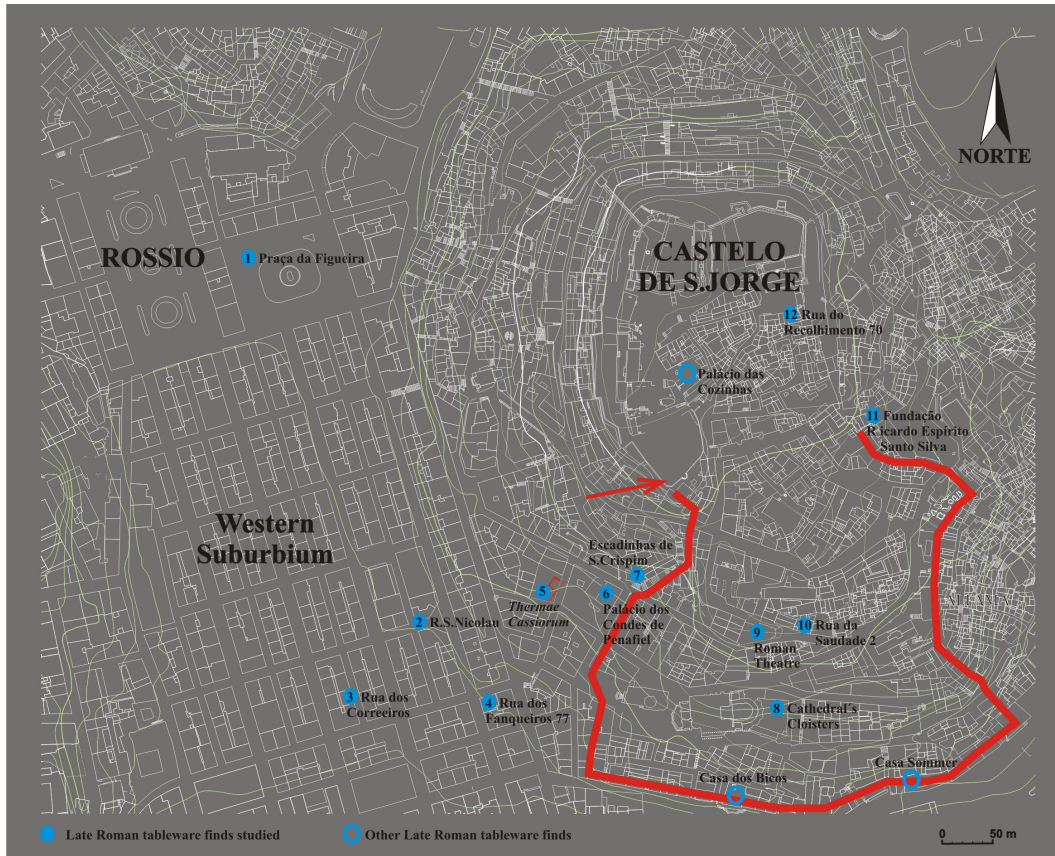 NORTE
ROSSIO
1 Praça da Figueira
CASTELO
DE S.JORGE
12 Rua do
Recolhimento 70
Palácio das
Cozinhas
11 Fundação
R.icardo Espírito
Santo Silva
Western
Suburbium
Escadinhas de
S.Crispim
7
5
Thermae
Cassiorum
6
Palácio dos
Condes de
Penafiel
2 R.S.Nicolau
9
Roman
Theatre
10 Rua da
Saudade 2
3 Rua dos
Correeiros
4 Rua dos
Fanqueiros 77
8 Cathedral´s
Cloisters
Casa dos Bicos
Casa Sommer
Late Roman tableware finds studied
Other Late Roman tableware finds
0 50 m